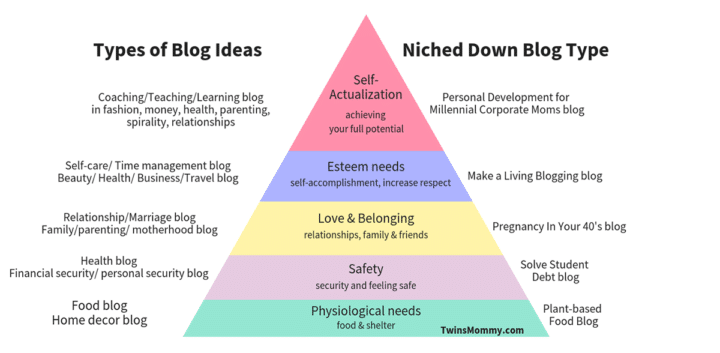 Types of Blog Ideas
Niched Down Blog Type
Self-
Actualization
achieving
your full potential
Coaching/Teaching/Learning blog
in fashion, money, health, parenting,
spirality, relationships
Personal Development for
Millennial Corporate Moms blog
Self-care/ Time management blog
Beauty/ Health/ Business/Travel blog
Esteem needs
self-accomplishment, increase respect
Make a Living Blogging blog
Relationship/Marriage blog
Family/parenting/ motherhood blog
Love & Belonging
relationships, family & friends
Pregnancy In Your 40's blog
Health blog
Financial security/ personal security blog
Safety
security and feeling safe
Solve Student
Debt blog
Food blog
Home decor blog
Physiological needs
food & shelter
Plant-based
Food Blog
TwinsMommy.com